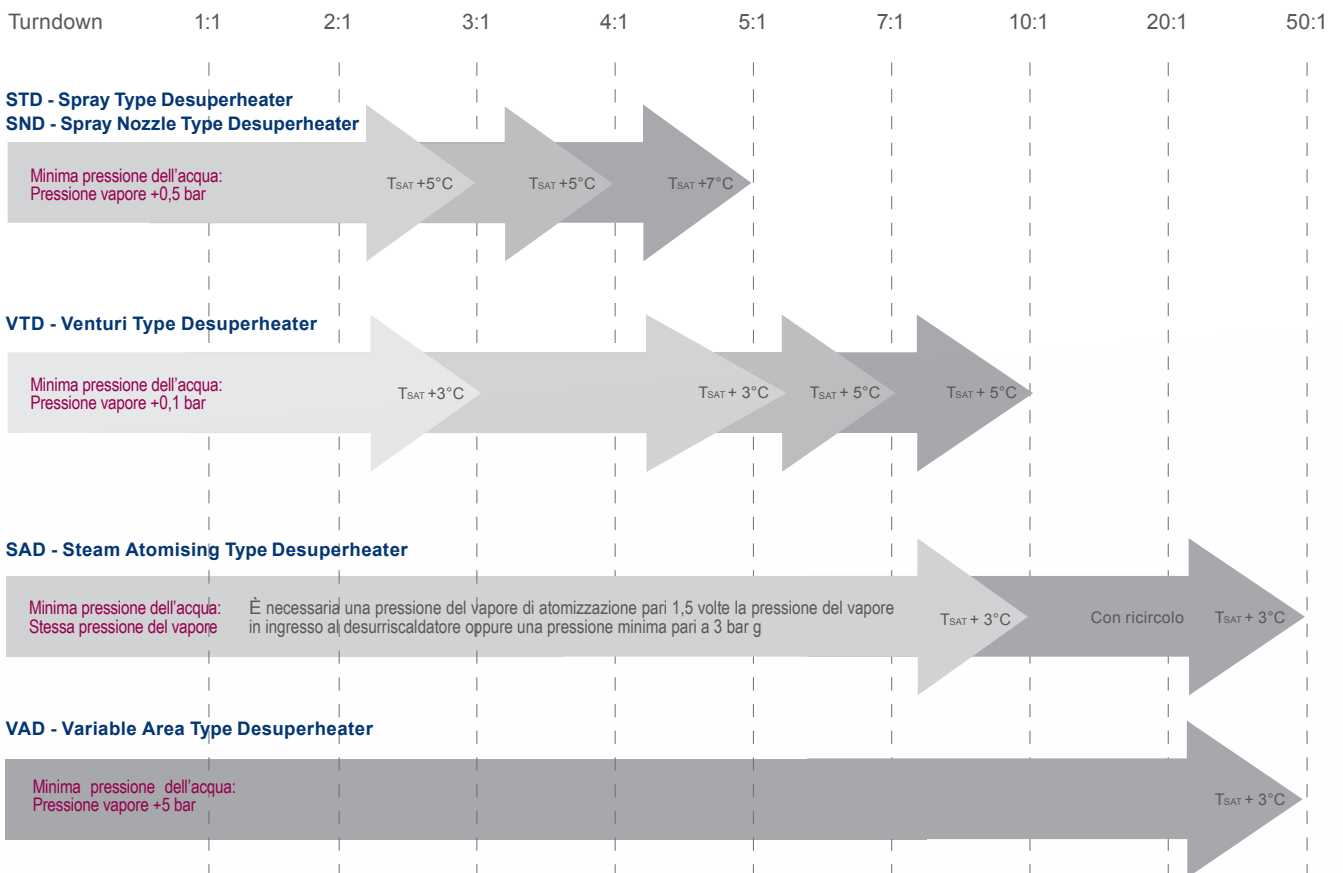 Turndown 1:1 2:1 3:1 4:1 5:1 7:1 10:1 20:1 50:1
STD - Spray Type Desuperheater
SND - Spray Nozzle Type Desuperheater
Minima pressione dell'acqua:
Pressione vapore +0,5 bar
TSAT +5°C TSAT +5°C TSAT +7°C
VTD - Venturi Type Desuperheater
Minima pressione dell'acqua:
Pressione vapore +0,1 bar
TSAT +3°C TSAT + 3°C TSAT + 5°C TSAT + 5°C
SAD - Steam Atomising Type Desuperheater
Minima pressione dell'acqua:
Stessa pressione del vapore
È necessaria una pressione del vapore di atomizzazione pari 1,5 volte la pressione del vapore
in ingresso al desurriscaldatore oppure una pressione minima pari a 3 bar g
TSAT + 3°C Con ricircolo TSAT + 3°C
VAD - Variable Area Type Desuperheater
Minima pressione dell'acqua:
Pressione vapore +5 bar
TSAT + 3°C